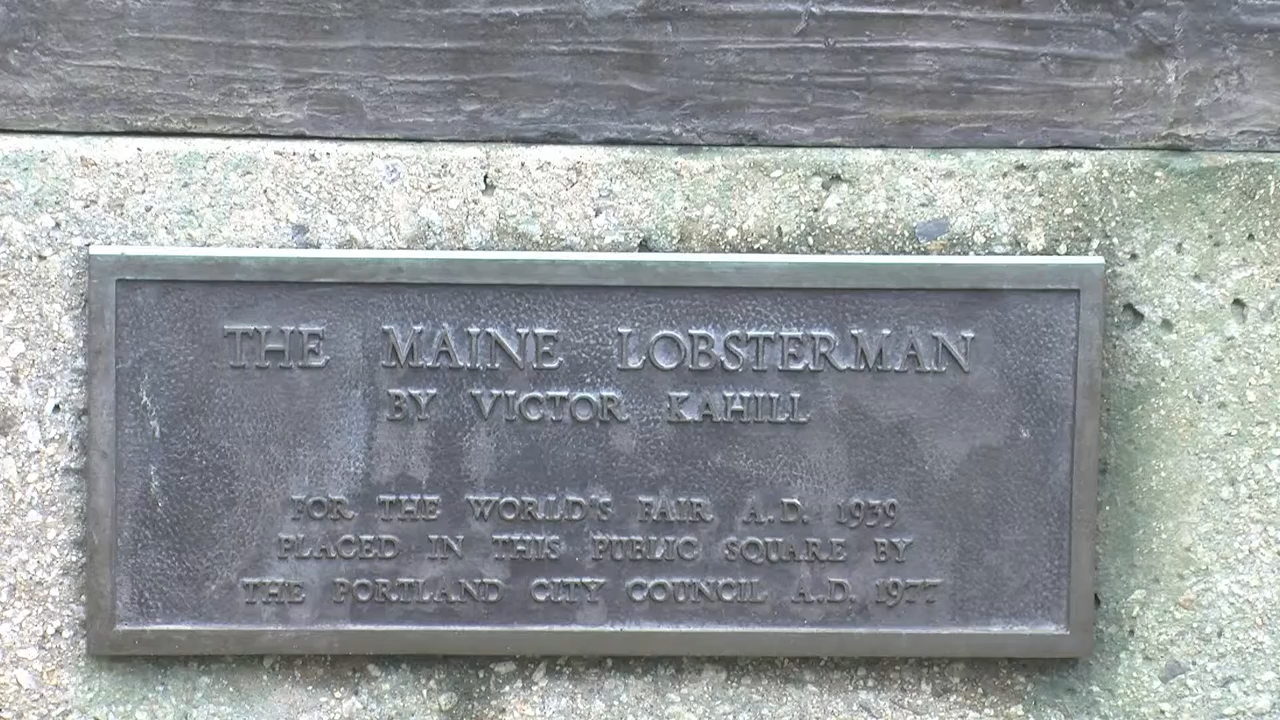 THE MAINE LOBSTERMAN
BY VICTOR KAHILL
FOR THE WORLD'S FAIR A.D. 1939
PLACED IN THIS PUBLIC SQUARE BY
THE PORTLAND CITY COUNCIL A.D. 1977